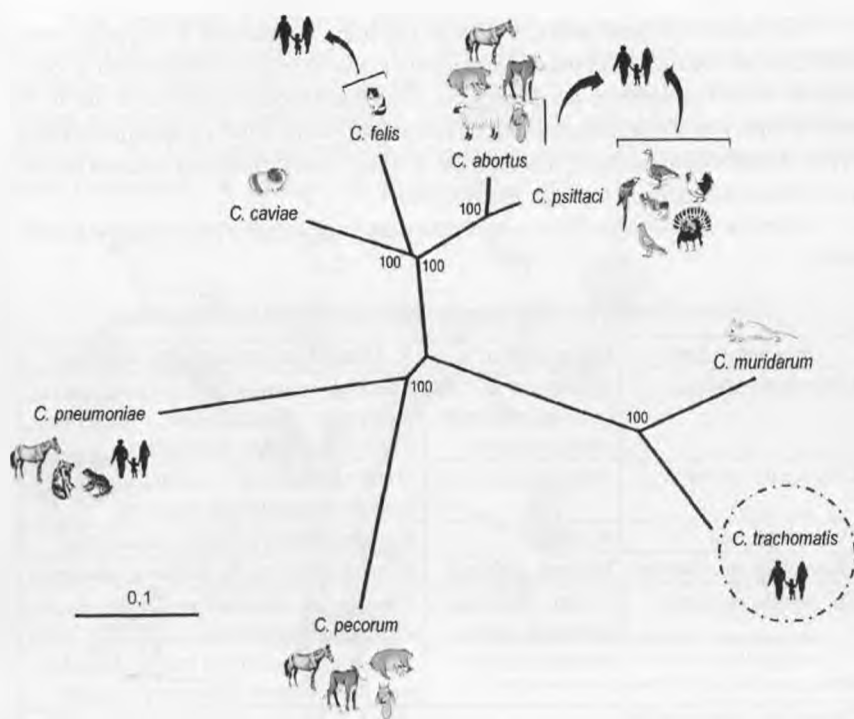 C. felis
C. abortus
C. psittaci
100
C. caviae
100
100
C. muridarum
100
C. pneumoniae
100
C. trachomatis
0,1
C. pecorum